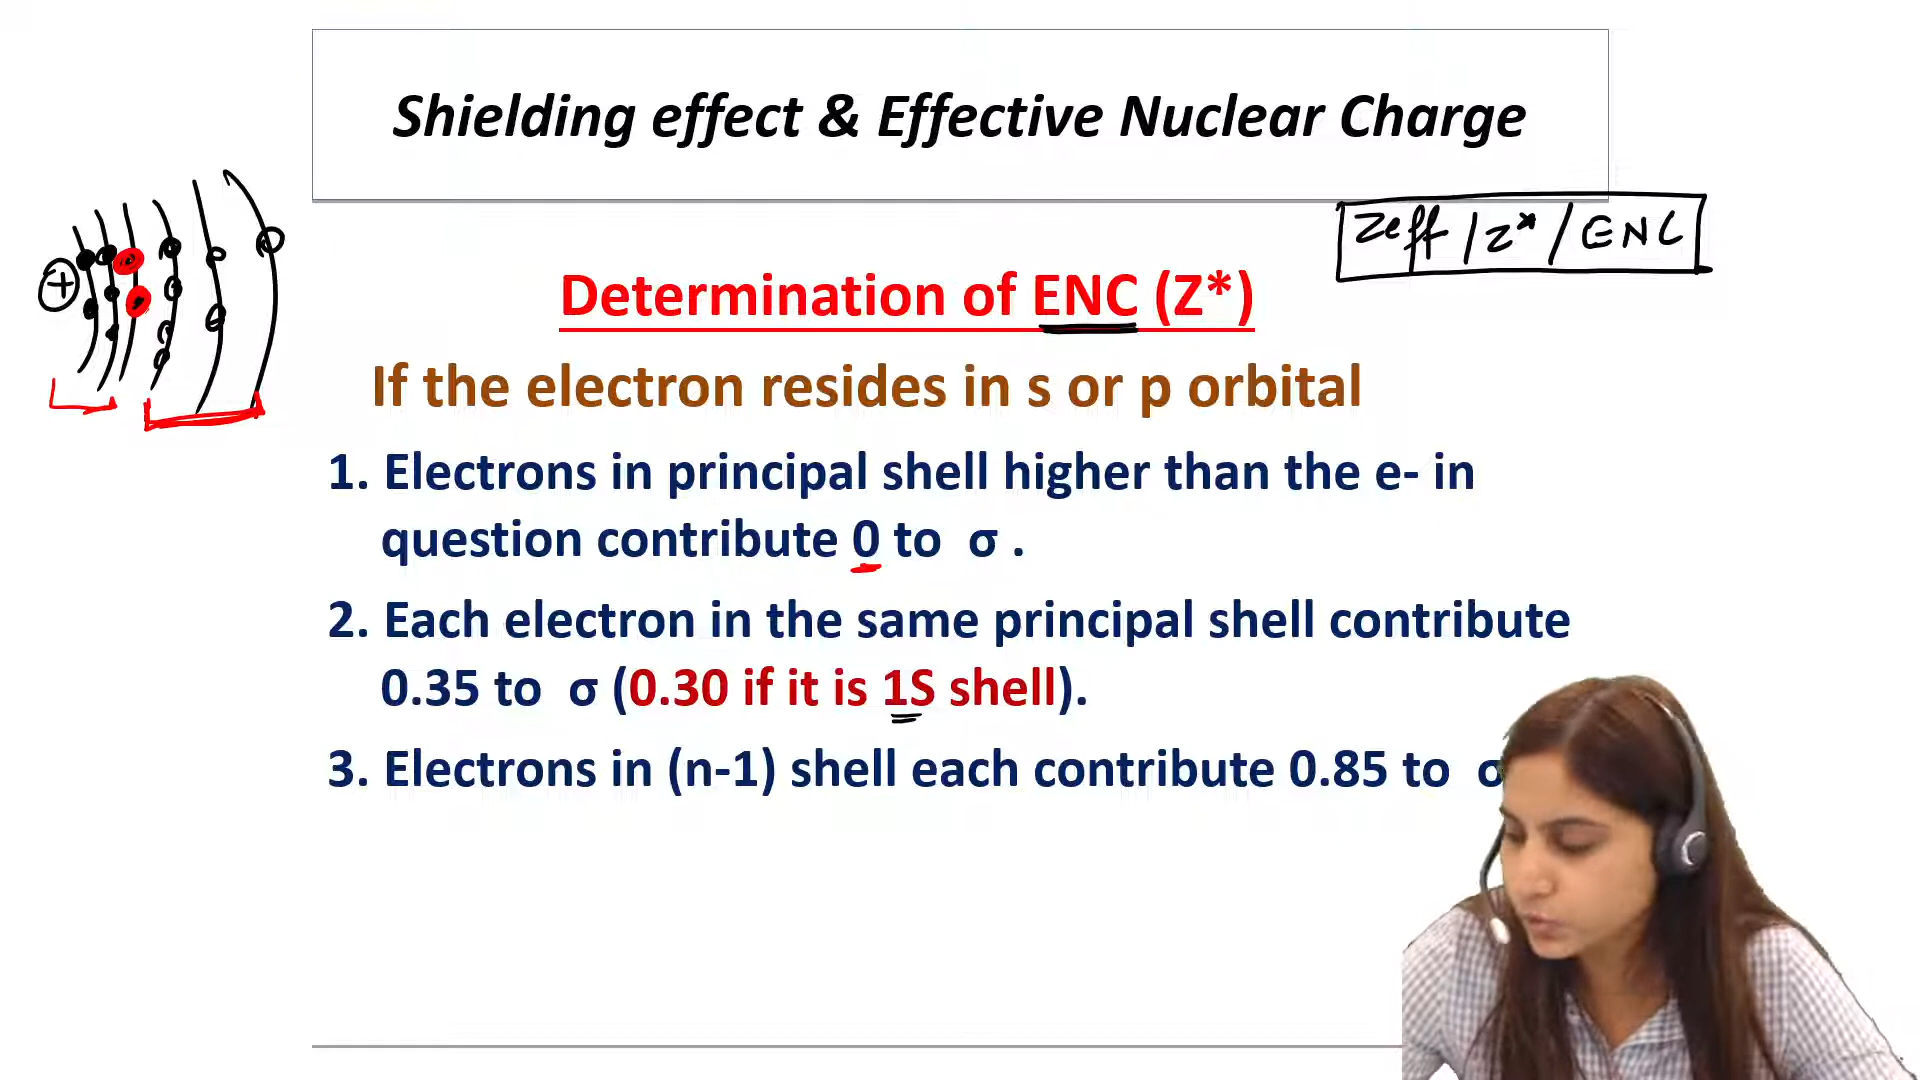 Shielding effect & Effective Nuclear Charge
Zeff / Z* / ENC
Determination of ENC (Z*)
If the electron resides in s or p orbital
1. Electrons in principal shell higher than the e- in
question contribute 0 to σ .
2. Each electron in the same principal shell contribute
0.35 to σ (0.30 if it is 1S shell).
3. Electrons in (n-1) shell each contribute 0.85 to σ
+